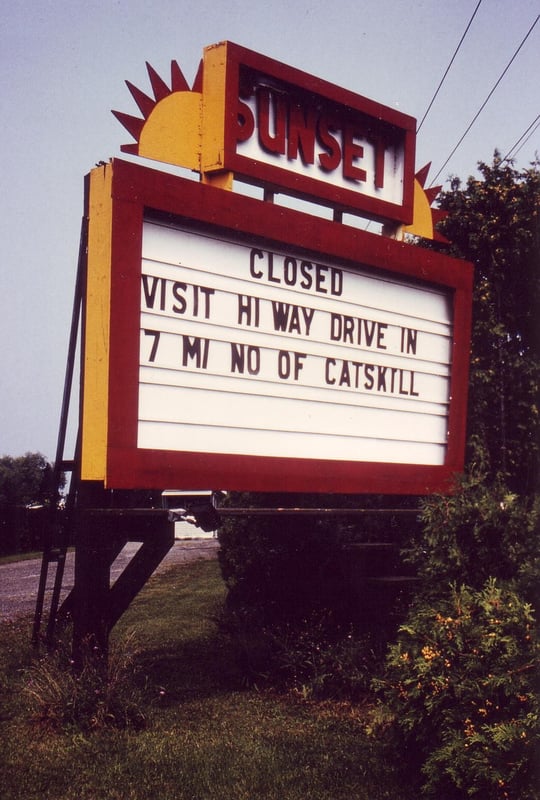 SUNSET
CLOSED
VISIT HI WAY DRIVE IN
7 MI NO OF CATSKILL